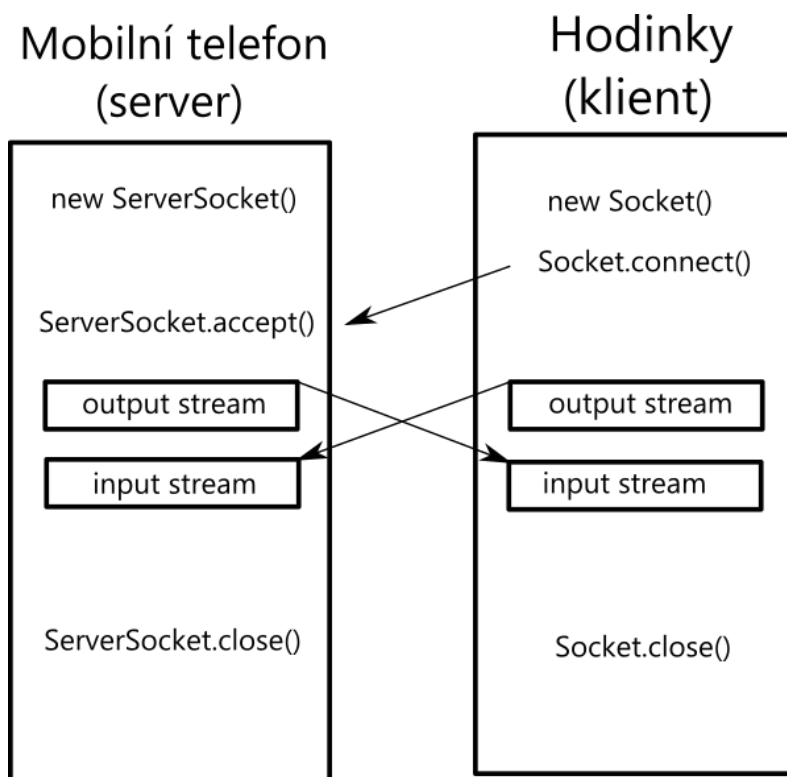 Mobilní telefon
(server)
new ServerSocket()
ServerSocket.accept()
output stream
input stream
ServerSocket.close()
Hodinky
(klient)
new Socket()
Socket.connect()
output stream
input stream
Socket.close()